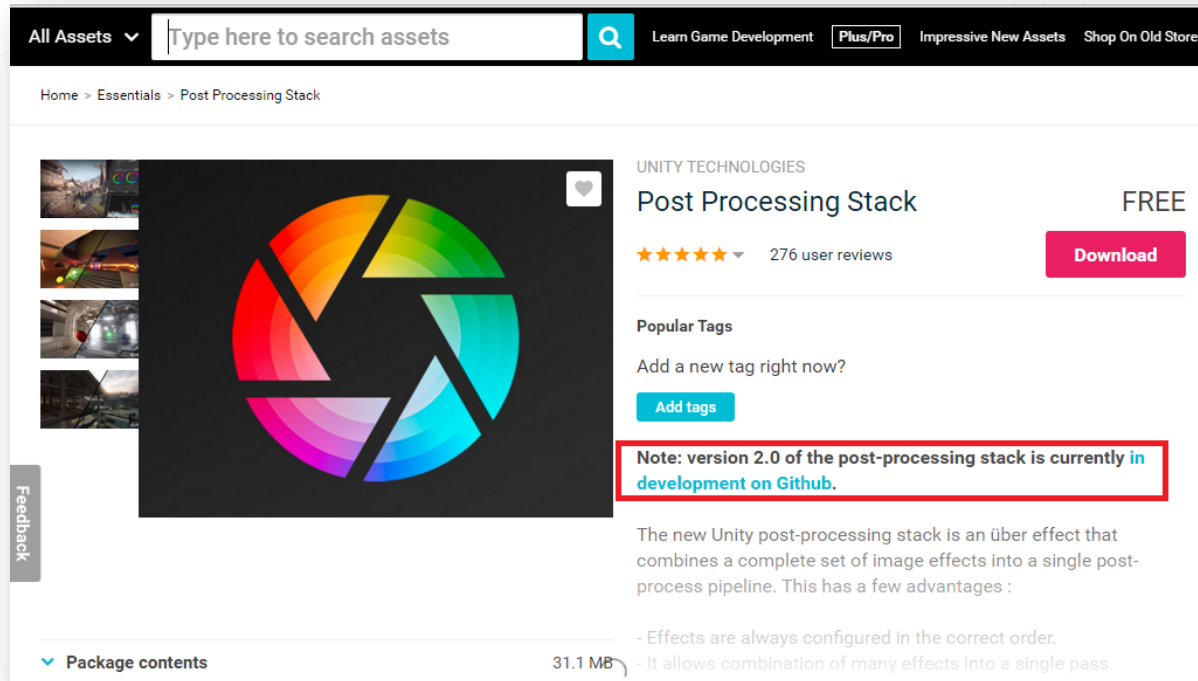 All Assets
Type here to search assets
Learn Game Development
Plus/Pro
Impressive New Assets
Shop On Old Store
Home > Essentials > Post Processing Stack
UNITY TECHNOLOGIES
Post Processing Stack
FREE
276 user reviews
Download
Popular Tags
Add a new tag right now?
Add tags
Note: version 2.0 of the post-processing stack is currently in
development on Github.
Feedback
The new Unity post-processing stack is an über effect that
combines a complete set of image effects into a single post-
process pipeline. This has a few advantages :
- Effects are always configured in the correct order.
- It allows combination of many effects into a single pass.
Package contents
31.1 MB